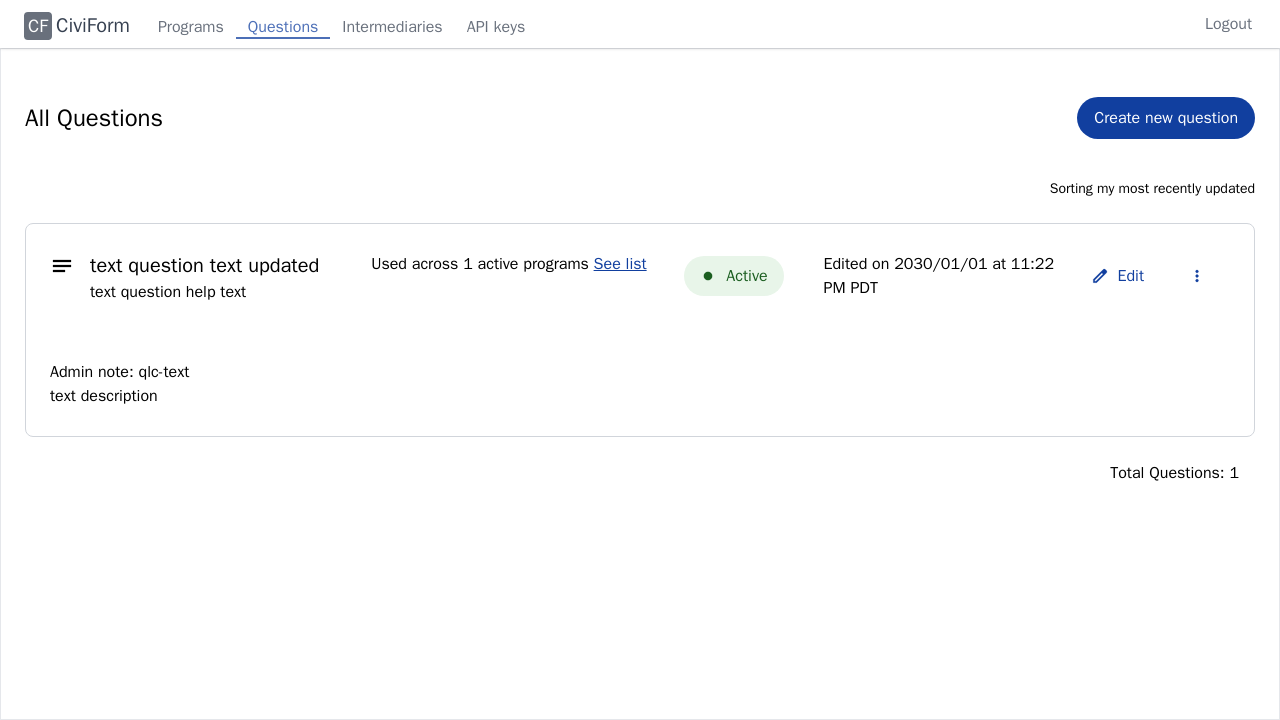 CF CiviForm Programs Questions Intermediaries API keys Logout
All Questions
Create new question
Sorting my most recently updated
text question text updated
text question help text
Used across 1 active programs See list
Active
Edited on 2030/01/01 at 11:22
PM PDT
Edit
Admin note: qlc-text
text description
Total Questions: 1